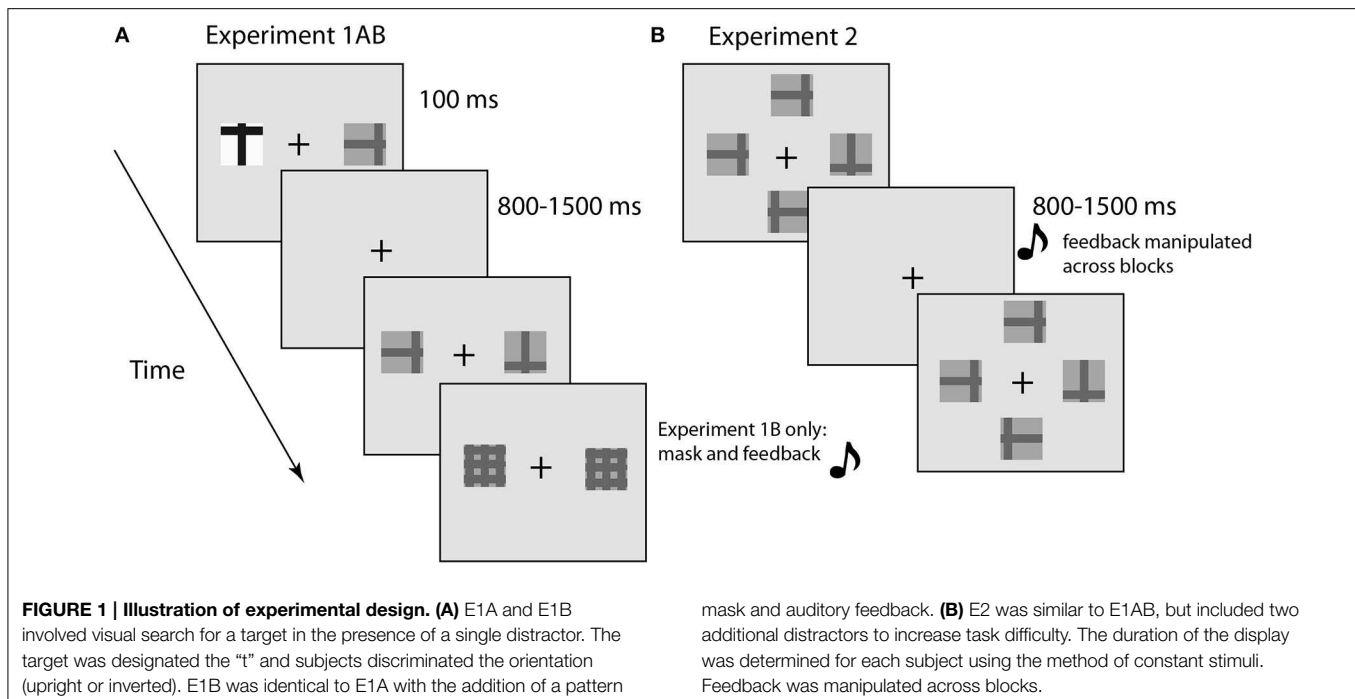 A
Experiment 1AB
100 ms
800-1500 ms
Time
Experiment 1B only:
mask and feedback
B
Experiment 2
800-1500 ms
feedback manipulated
across blocks
FIGURE 1 | Illustration of experimental design. (A) E1A and E1B
involved visual search for a target in the presence of a single distractor. The
target was designated the “t” and subjects discriminated the orientation
(upright or inverted). E1B was identical to E1A with the addition of a pattern
mask and auditory feedback. (B) E2 was similar to E1AB, but included two
additional distractors to increase task difficulty. The duration of the display
was determined for each subject using the method of constant stimuli.
Feedback was manipulated across blocks.